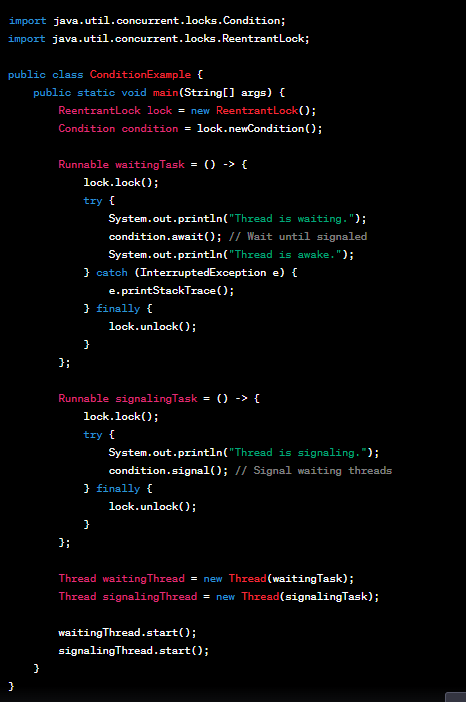 import java.util.concurrent.locks.Condition;
import java.util.concurrent.locks.ReentrantLock;

public class ConditionExample {
    public static void main(String[] args) {
        ReentrantLock lock = new ReentrantLock();
        Condition condition = lock.newCondition();

        Runnable waitingTask = () -> {
            lock.lock();
            try {
                System.out.println("Thread is waiting.");
                condition.await(); // Wait until signaled
                System.out.println("Thread is awake.");
            } catch (InterruptedException e) {
                e.printStackTrace();
            } finally {
                lock.unlock();
            }
        };

        Runnable signalingTask = () -> {
            lock.lock();
            try {
                System.out.println("Thread is signaling.");
                condition.signal(); // Signal waiting threads
            } finally {
                lock.unlock();
            }
        };

        Thread waitingThread = new Thread(waitingTask);
        Thread signalingThread = new Thread(signalingTask);

        waitingThread.start();
        signalingThread.start();
    }
}